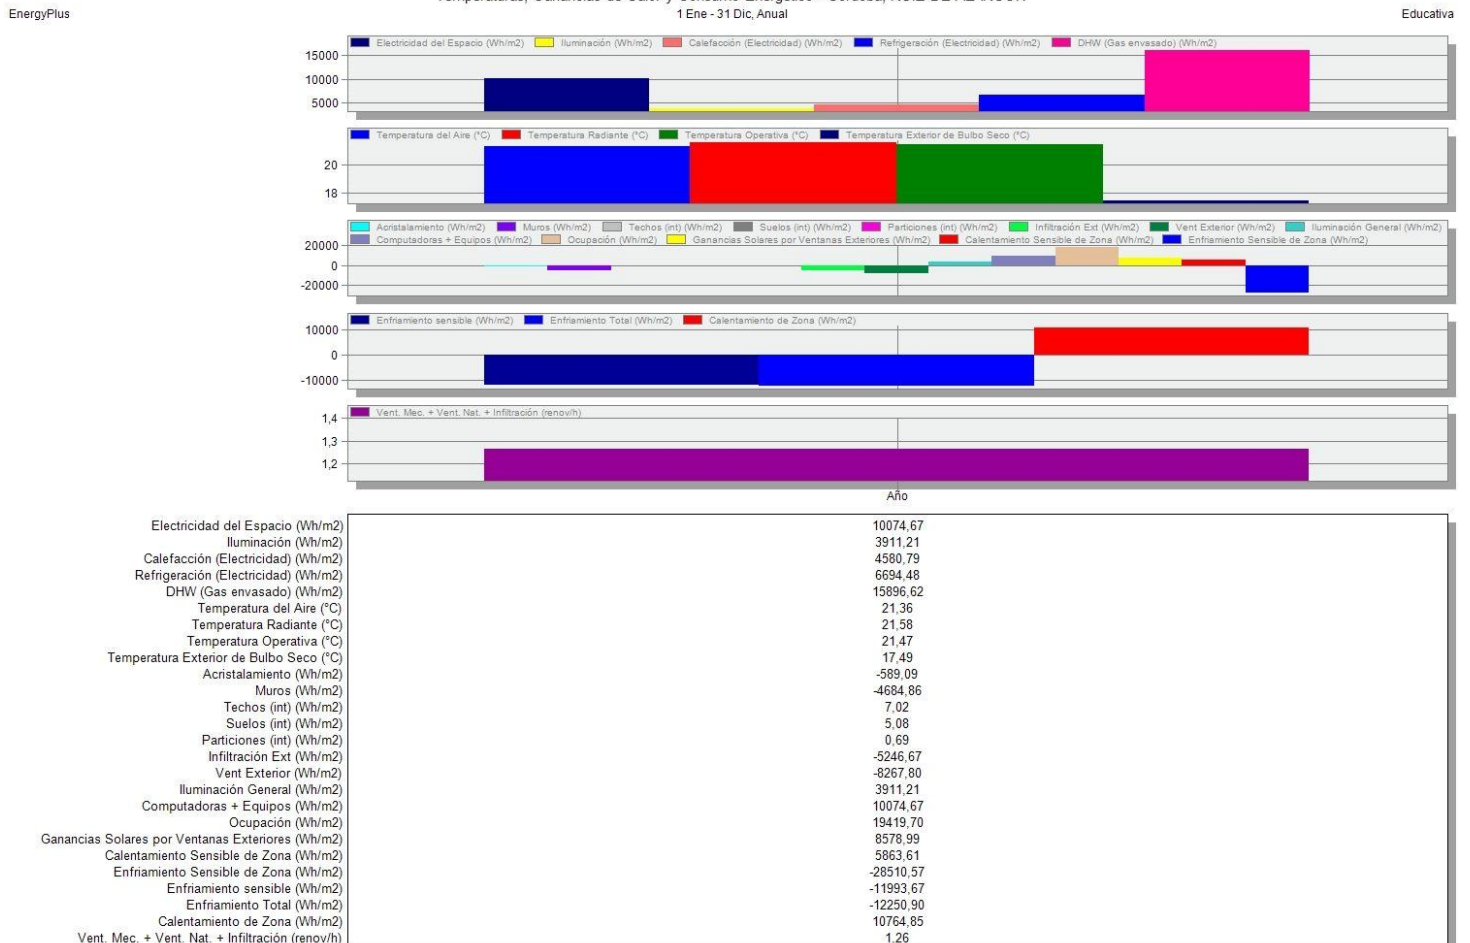 EnergyPlus
1 Ene - 31 Dic, Anual
Educativa
Electricidad del Espacio (Wh/m2) Iluminación (Wh/m2) Calefacción (Electricidad) (Wh/m2) Refrigeración (Electricidad) (Wh/m2) DHW (Gas envasado) (Wh/m2)
15000
10000
5000
Temperatura del Aire (°C) Temperatura Radiante (°C) Temperatura Operativa (°C) Temperatura Exterior de Bulbo Seco (°C)
20
18
Acristalamiento (Wh/m2) Muros (Wh/m2) Techos (int) (Wh/m2) Suelos (int) (Wh/m2) Particiones (int) (Wh/m2) Infiltración Ext (Wh/m2) Vent Exterior (Wh/m2) Iluminación General (Wh/m2)
Computadoras + Equipos (Wh/m2) Ocupación (Wh/m2) Ganancias Solares por Ventanas Exteriores (Wh/m2) Calentamiento Sensible de Zona (Wh/m2) Enfriamiento Sensible de Zona (Wh/m2)
20000
0
-20000
Enfriamiento sensible (Wh/m2) Enfriamiento Total (Wh/m2) Calentamiento de Zona (Wh/m2)
10000
0
-10000
Vent. Mec. + Vent. Nat. + Infiltración (renov/h)
1,4
1,3
1,2
Año
Electricidad del Espacio (Wh/m2) 10074,67
Iluminación (Wh/m2) 3911,21
Calefacción (Electricidad) (Wh/m2) 4580,79
Refrigeración (Electricidad) (Wh/m2) 6694,48
DHW (Gas envasado) (Wh/m2) 15896,62
Temperatura del Aire (°C) 21,36
Temperatura Radiante (°C) 21,58
Temperatura Operativa (°C) 21,47
Temperatura Exterior de Bulbo Seco (°C) 17,49
Acristalamiento (Wh/m2) -589,09
Muros (Wh/m2) -4684,86
Techos (int) (Wh/m2) 7,02
Suelos (int) (Wh/m2) 5,08
Particiones (int) (Wh/m2) 0,69
Infiltración Ext (Wh/m2) -5246,67
Vent Exterior (Wh/m2) -8267,80
Iluminación General (Wh/m2) 3911,21
Computadoras + Equipos (Wh/m2) 10074,67
Ocupación (Wh/m2) 19419,70
Ganancias Solares por Ventanas Exteriores (Wh/m2) 8578,99
Calentamiento Sensible de Zona (Wh/m2) 5863,61
Enfriamiento Sensible de Zona (Wh/m2) -28510,57
Enfriamiento sensible (Wh/m2) -11993,67
Enfriamiento Total (Wh/m2) -12250,90
Calentamiento de Zona (Wh/m2) 10764,85
Vent. Mec. + Vent. Nat. + Infiltración (renov/h) 1,26